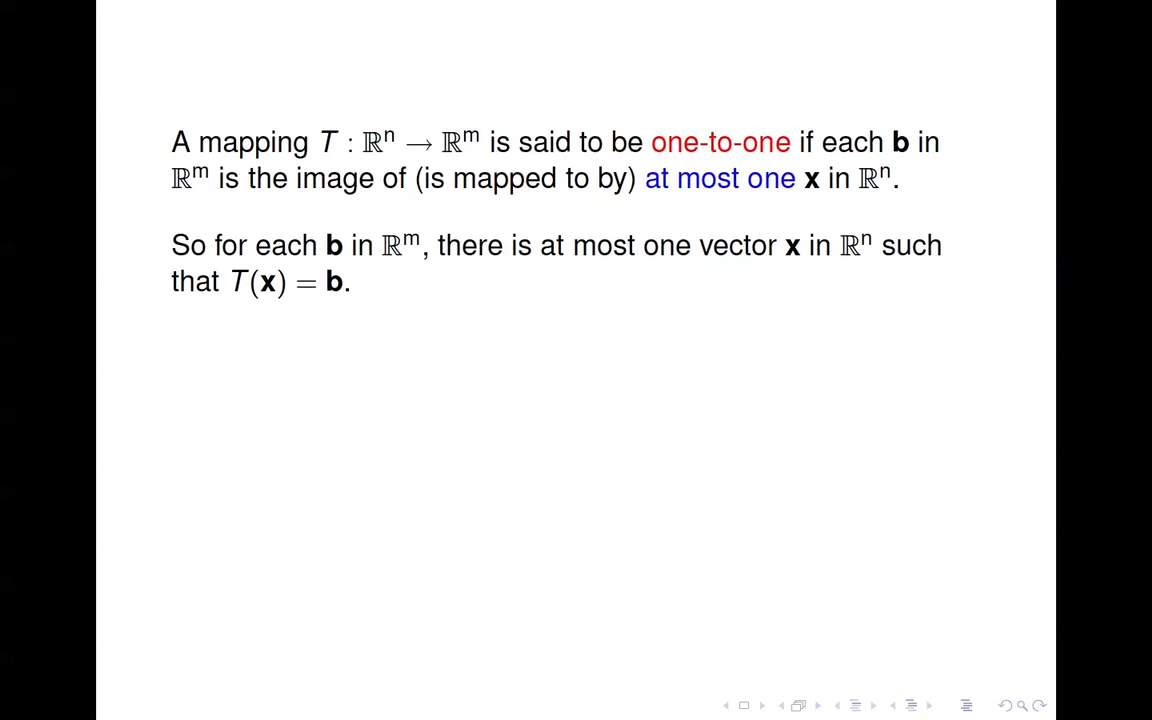 A mapping T : ℝⁿ → ℝᵐ is said to be one-to-one if each b in
ℝᵐ is the image of (is mapped to by) at most one x in ℝⁿ.
So for each b in ℝᵐ, there is at most one vector x in ℝⁿ such
that T(x) = b.